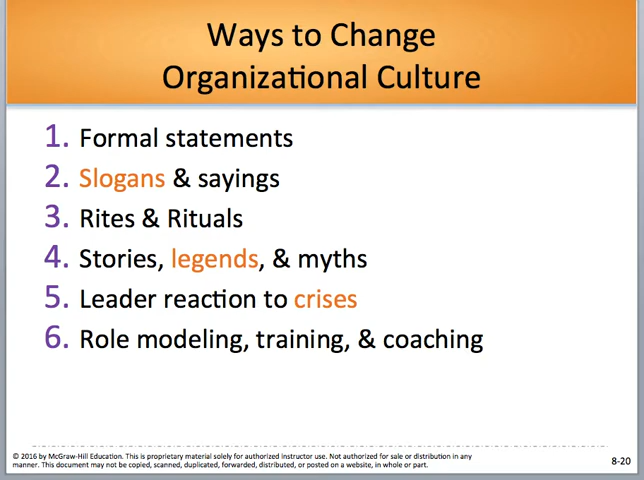 Ways to Change
Organizational Culture
1. Formal statements
2. Slogans & sayings
3. Rites & Rituals
4. Stories, legends, & myths
5. Leader reaction to crises
6. Role modeling, training, & coaching
© 2016 by McGraw-Hill Education. This is proprietary material solely for authorized instructor use. Not authorized for sale or distribution in any
manner. This document may not be copied, scanned, duplicated, forwarded, distributed, or posted on a website, in whole or part.
8-20